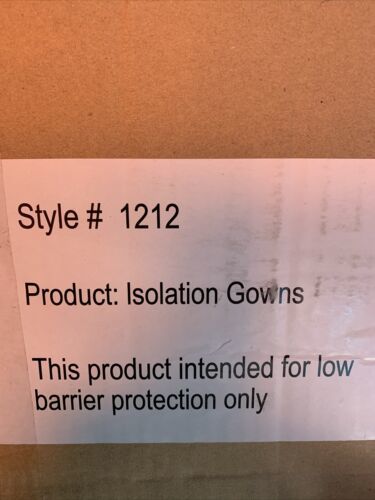 Style # 1212
Product: Isolation Gowns
This product intended for low
barrier protection only